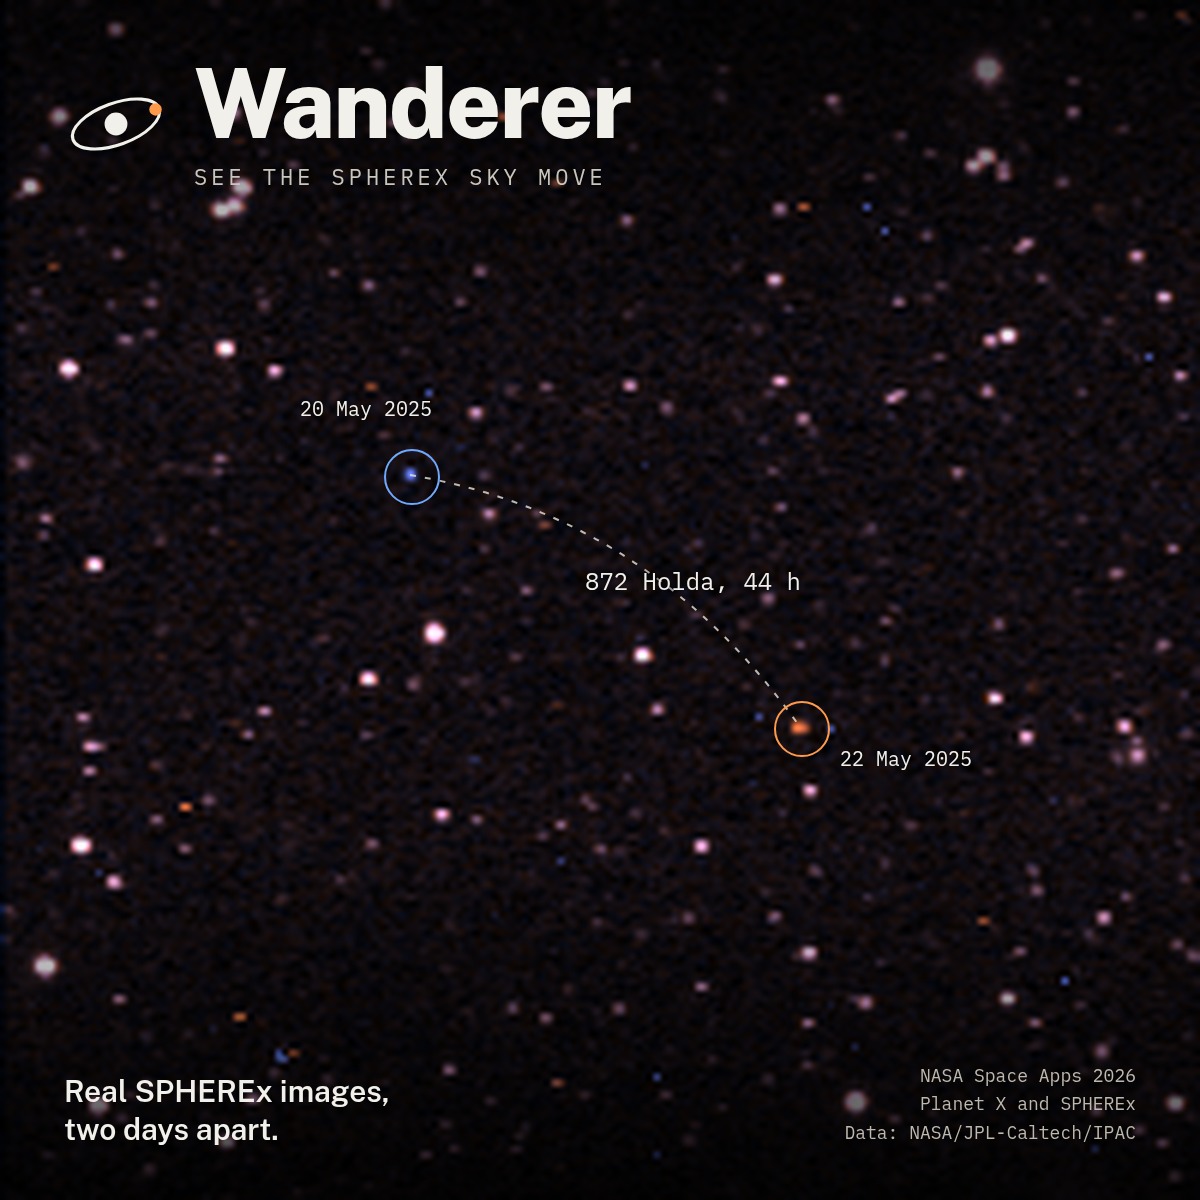 Wanderer
SEE THE SPHEREX SKY MOVE
20 May 2025
872 Holda, 44 h
22 May 2025
Real SPHEREx images,
two days apart.
NASA Space Apps 2026
Planet X and SPHEREx
Data: NASA/JPL-Caltech/IPAC